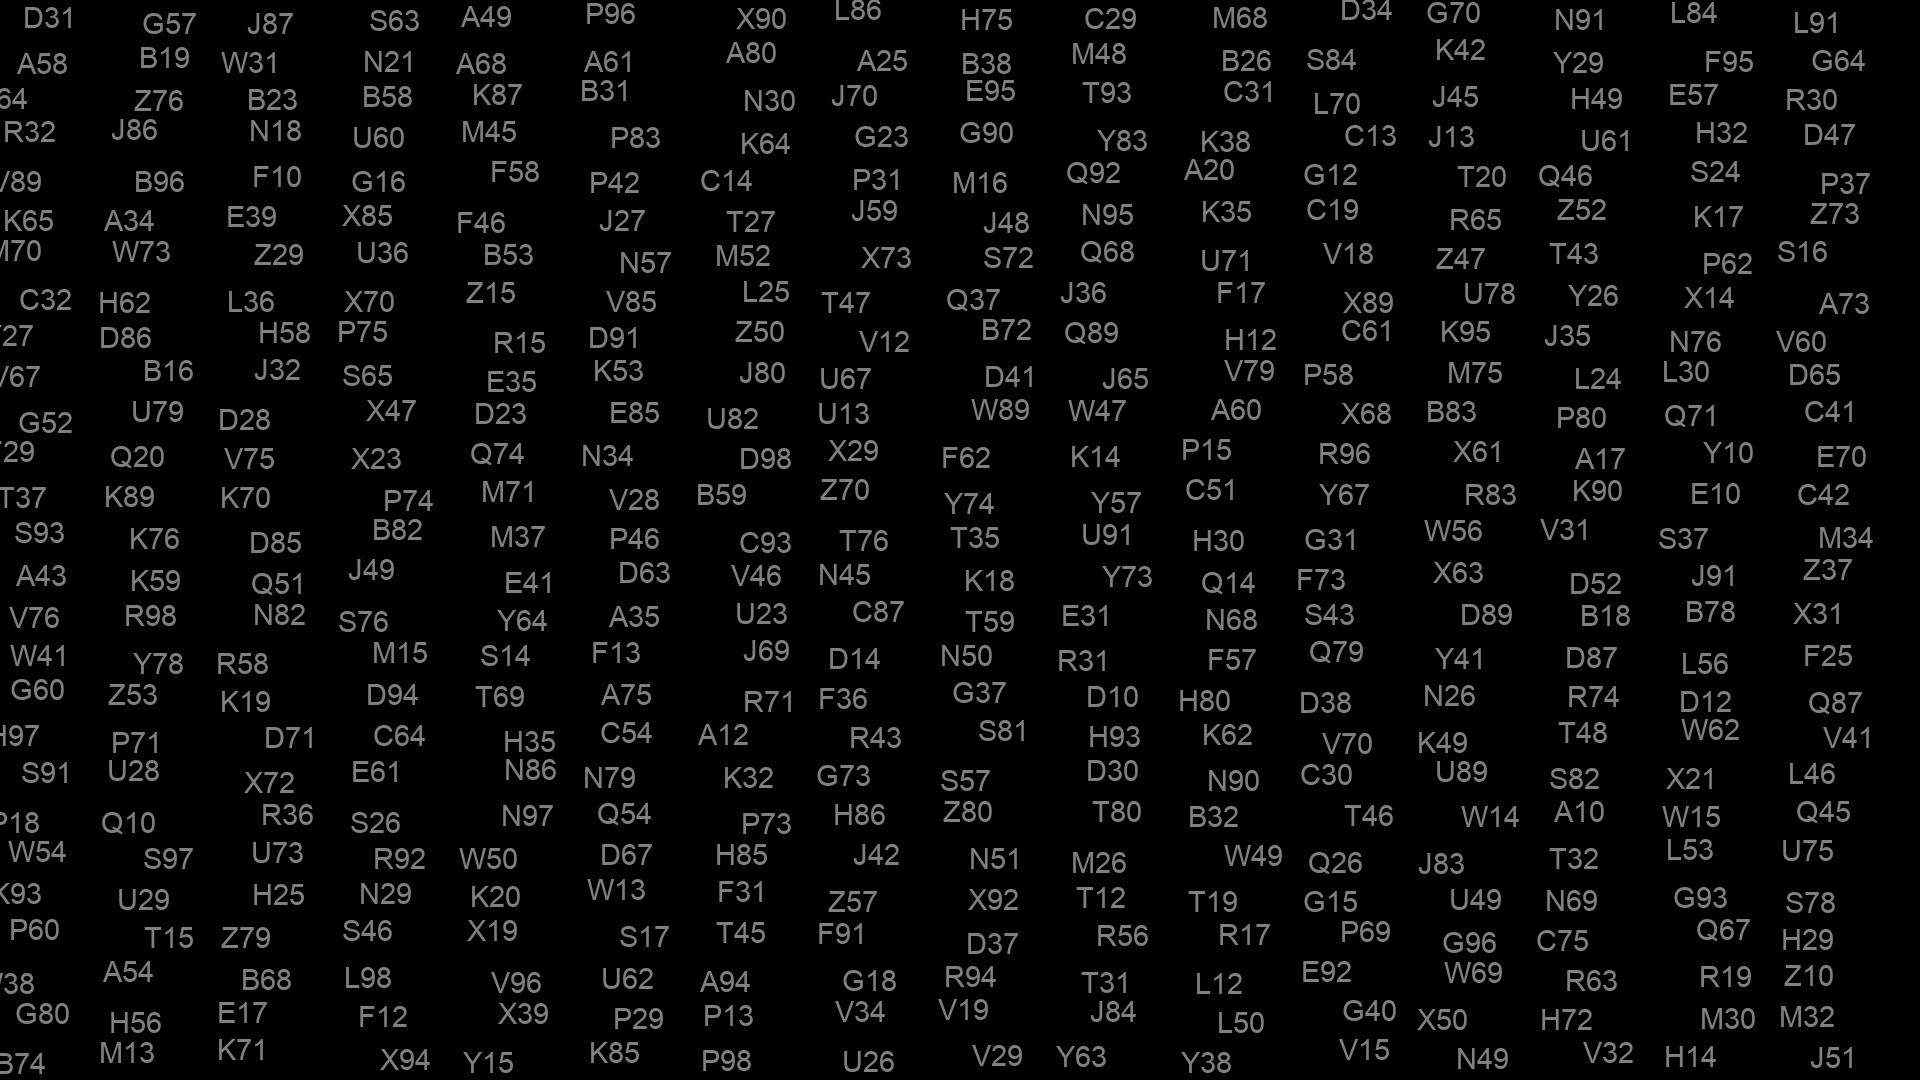 D31 G57 J87 S63 A49 P96 X90 L86 H75 C29 M68 D34 G70 N91 L84 L91
A58 B19 W31 N21 A68 A61 A80 A25 B38 M48 B26 S84 K42 Y29 F95 G64
64 Z76 B23 B58 K87 B31 N30 J70 E95 T93 C31 L70 J45 H49 E57 R30
R32 J86 N18 U60 M45 P83 K64 G23 G90 Y83 K38 C13 J13 U61 H32 D47
V89 B96 F10 G16 F58 P42 C14 P31 M16 Q92 A20 G12 T20 Q46 S24 P37
K65 A34 E39 X85 F46 J27 T27 J59 J48 N95 K35 C19 R65 Z52 K17 Z73
M70 W73 Z29 U36 B53 N57 M52 X73 S72 Q68 U71 V18 Z47 T43 P62 S16
C32 H62 L36 X70 Z15 V85 L25 T47 Q37 J36 F17 X89 U78 Y26 X14 A73
27 D86 H58 P75 R15 D91 Z50 V12 B72 Q89 H12 C61 K95 J35 N76 V60
V67 B16 J32 S65 E35 K53 J80 U67 D41 J65 V79 P58 M75 L24 L30 D65
G52 U79 D28 X47 D23 E85 U82 U13 W89 W47 A60 X68 B83 P80 Q71 C41
29 Q20 V75 X23 Q74 N34 D98 X29 F62 K14 P15 R96 X61 A17 Y10 E70
T37 K89 K70 P74 M71 V28 B59 Z70 Y74 Y57 C51 Y67 R83 K90 E10 C42
S93 K76 D85 B82 M37 P46 C93 T76 T35 U91 H30 G31 W56 V31 S37 M34
A43 K59 Q51 J49 E41 D63 V46 N45 K18 Y73 Q14 F73 X63 D52 J91 Z37
V76 R98 N82 S76 Y64 A35 U23 C87 T59 E31 N68 S43 D89 B18 B78 X31
W41 Y78 R58 M15 S14 F13 J69 D14 N50 R31 F57 Q79 Y41 D87 L56 F25
G60 Z53 K19 D94 T69 A75 R71 F36 G37 D10 H80 D38 N26 R74 D12 Q87
H97 P71 D71 C64 H35 C54 A12 R43 S81 H93 K62 V70 K49 T48 W62 V41
S91 U28 X72 E61 N86 N79 K32 G73 S57 D30 N90 C30 U89 S82 X21 L46
P18 Q10 R36 S26 N97 Q54 P73 H86 Z80 T80 B32 T46 W14 A10 W15 Q45
W54 S97 U73 R92 W50 D67 H85 J42 N51 M26 W49 Q26 J83 T32 L53 U75
K93 U29 H25 N29 K20 W13 F31 Z57 X92 T12 T19 G15 U49 N69 G93 S78
P60 T15 Z79 S46 X19 S17 T45 F91 D37 R56 R17 P69 G96 C75 Q67 H29
38 A54 B68 L98 V96 U62 A94 G18 R94 T31 L12 E92 W69 R63 R19 Z10
G80 H56 E17 F12 X39 P29 P13 V34 V19 J84 L50 G40 X50 H72 M30 M32
B74 M13 K71 X94 Y15 K85 P98 U26 V29 Y63 Y38 V15 N49 V32 H14 J51